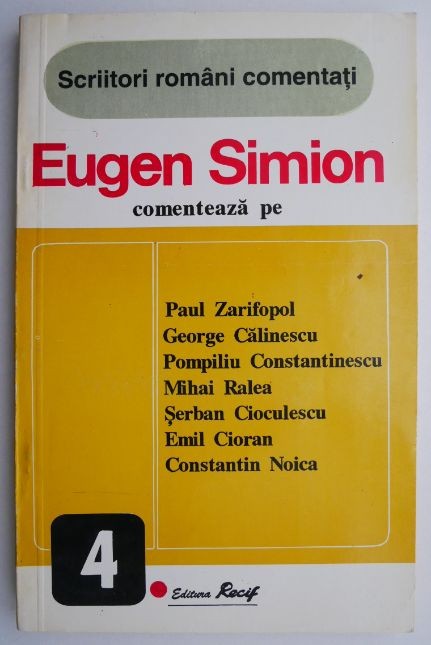 Scriitori români comentați
Eugen Simion
comentează pe
Paul Zarifopol
George Călinescu
Pompiliu Constantinescu
Mihai Ralea
Șerban Cioculescu
Emil Cioran
Constantin Noica
4
Editura Recif